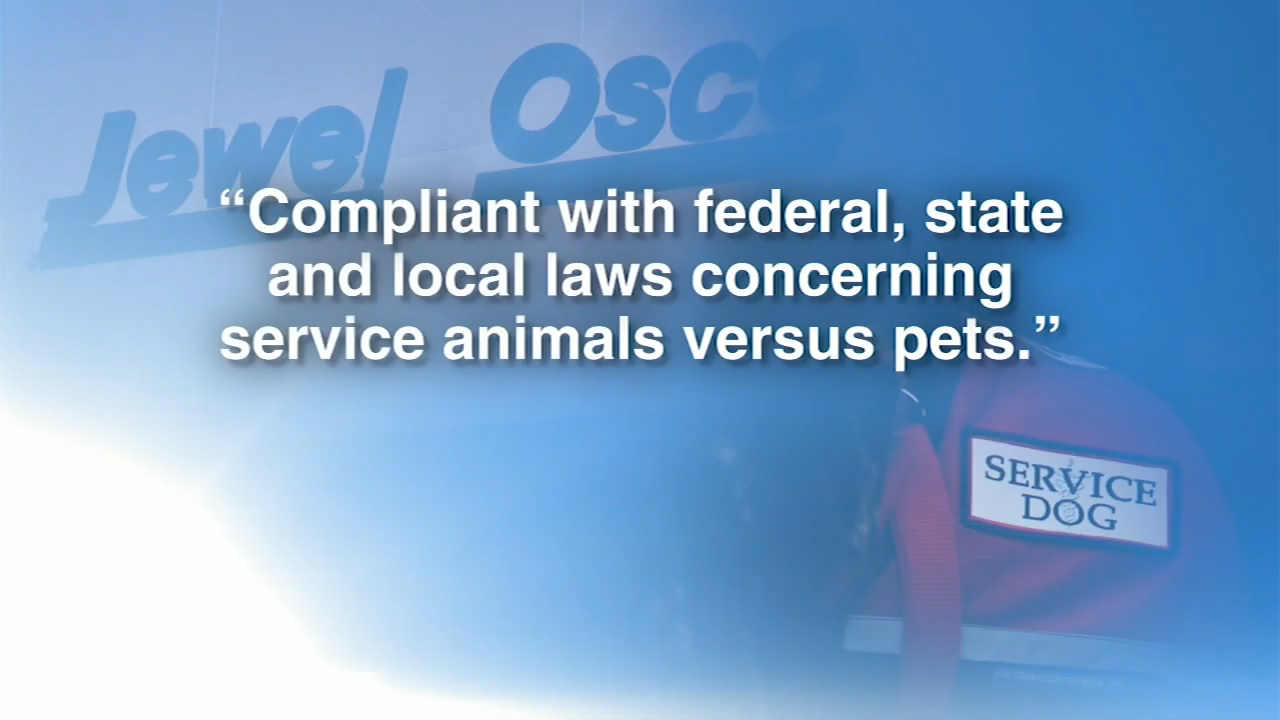 Jewel Osco
“Compliant with federal, state
and local laws concerning
service animals versus pets.”
SERVICE
DOG